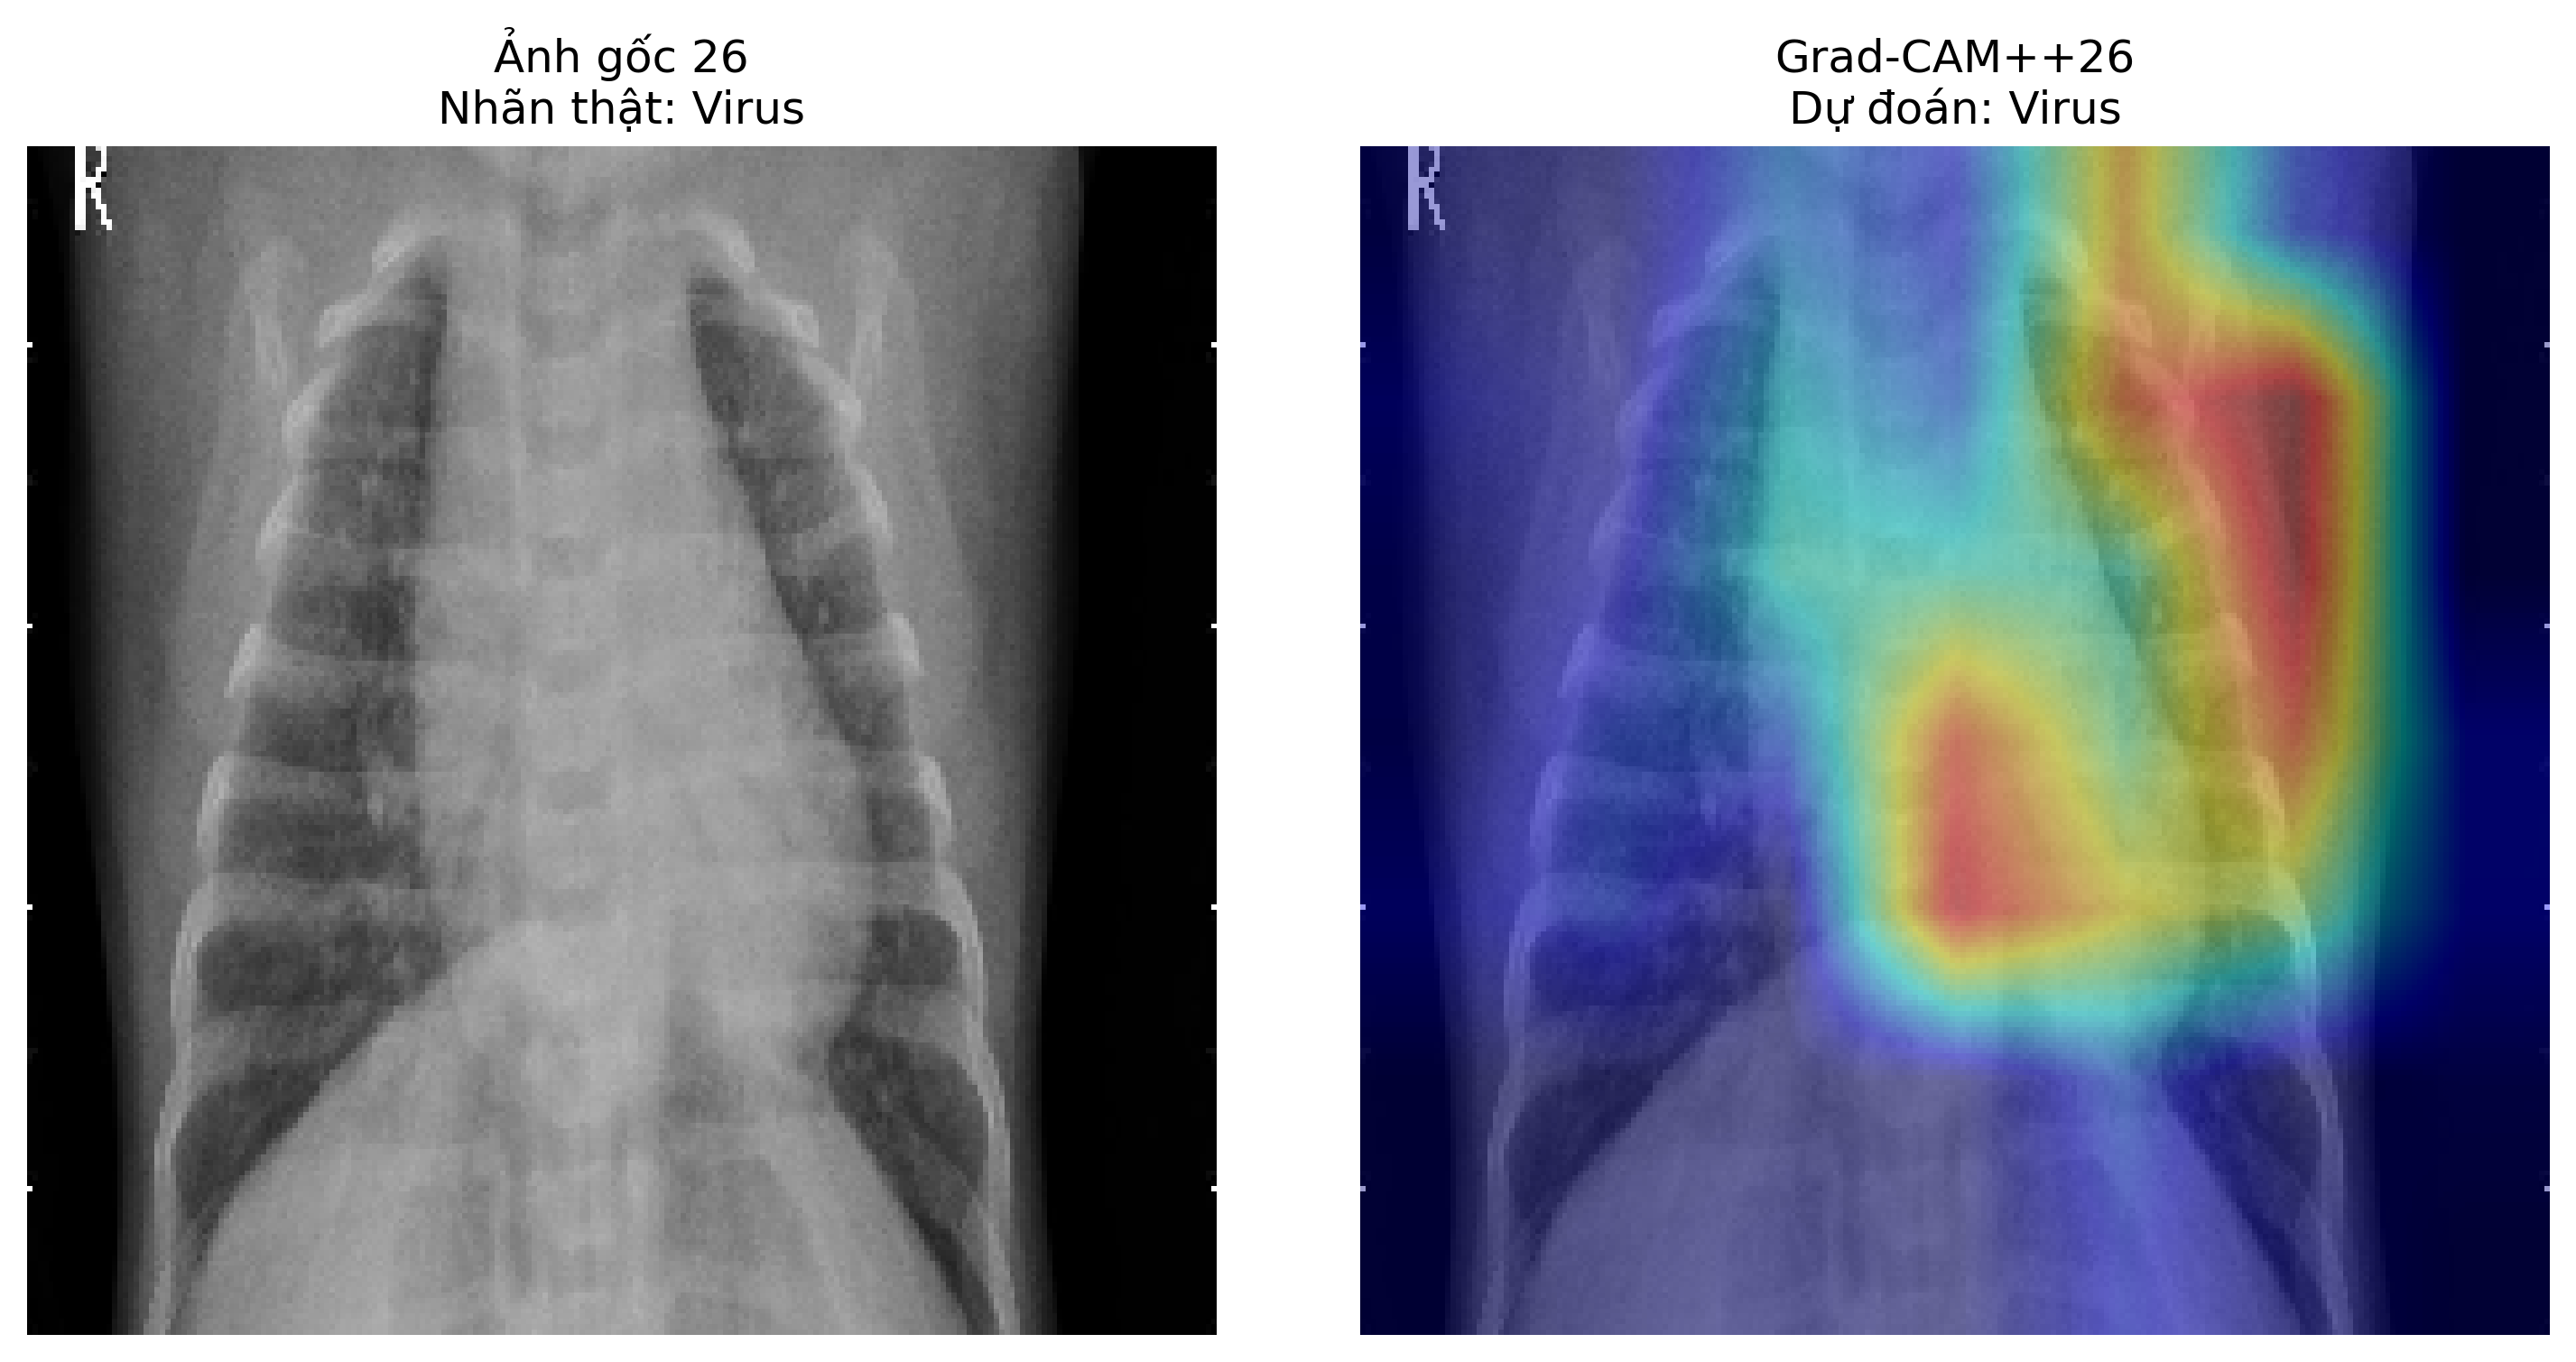 Ảnh gốc 26
Nhãn thật: Virus
Grad-CAM++26
Dự đoán: Virus
R
R